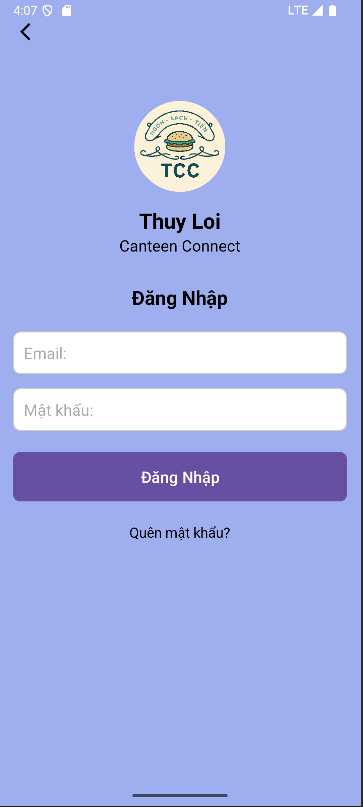 4:07
LTE
NGON - SẠCH - TIỆN
TCC
Thuy Loi
Canteen Connect
Đăng Nhập
Email:
Mật khẩu:
Đăng Nhập
Quên mật khẩu?